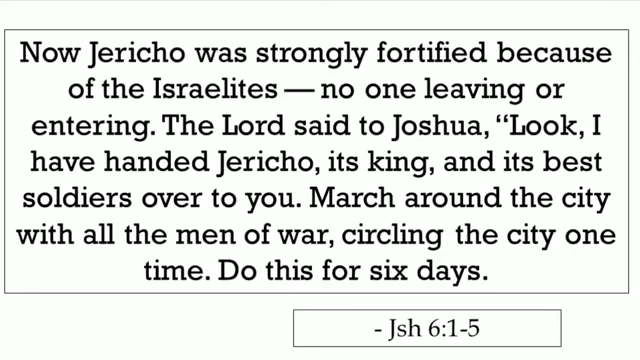 Now Jericho was strongly fortified because
of the Israelites — no one leaving or
entering. The Lord said to Joshua, “Look, I
have handed Jericho, its king, and its best
soldiers over to you. March around the city
with all the men of war, circling the city one
time. Do this for six days.
- Jsh 6:1-5